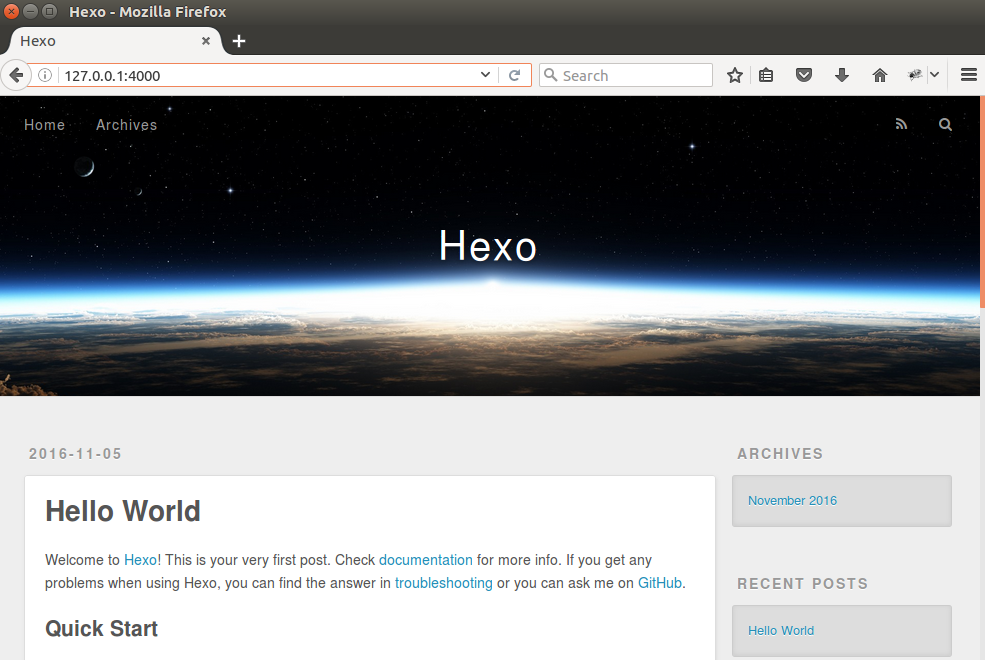 Hexo - Mozilla Firefox
Hexo
127.0.0.1:4000
Search
Home Archives
Hexo
2016-11-05
Hello World
Welcome to Hexo! This is your very first post. Check documentation for more info. If you get any
problems when using Hexo, you can find the answer in troubleshooting or you can ask me on GitHub.
Quick Start
ARCHIVES
November 2016
RECENT POSTS
Hello World